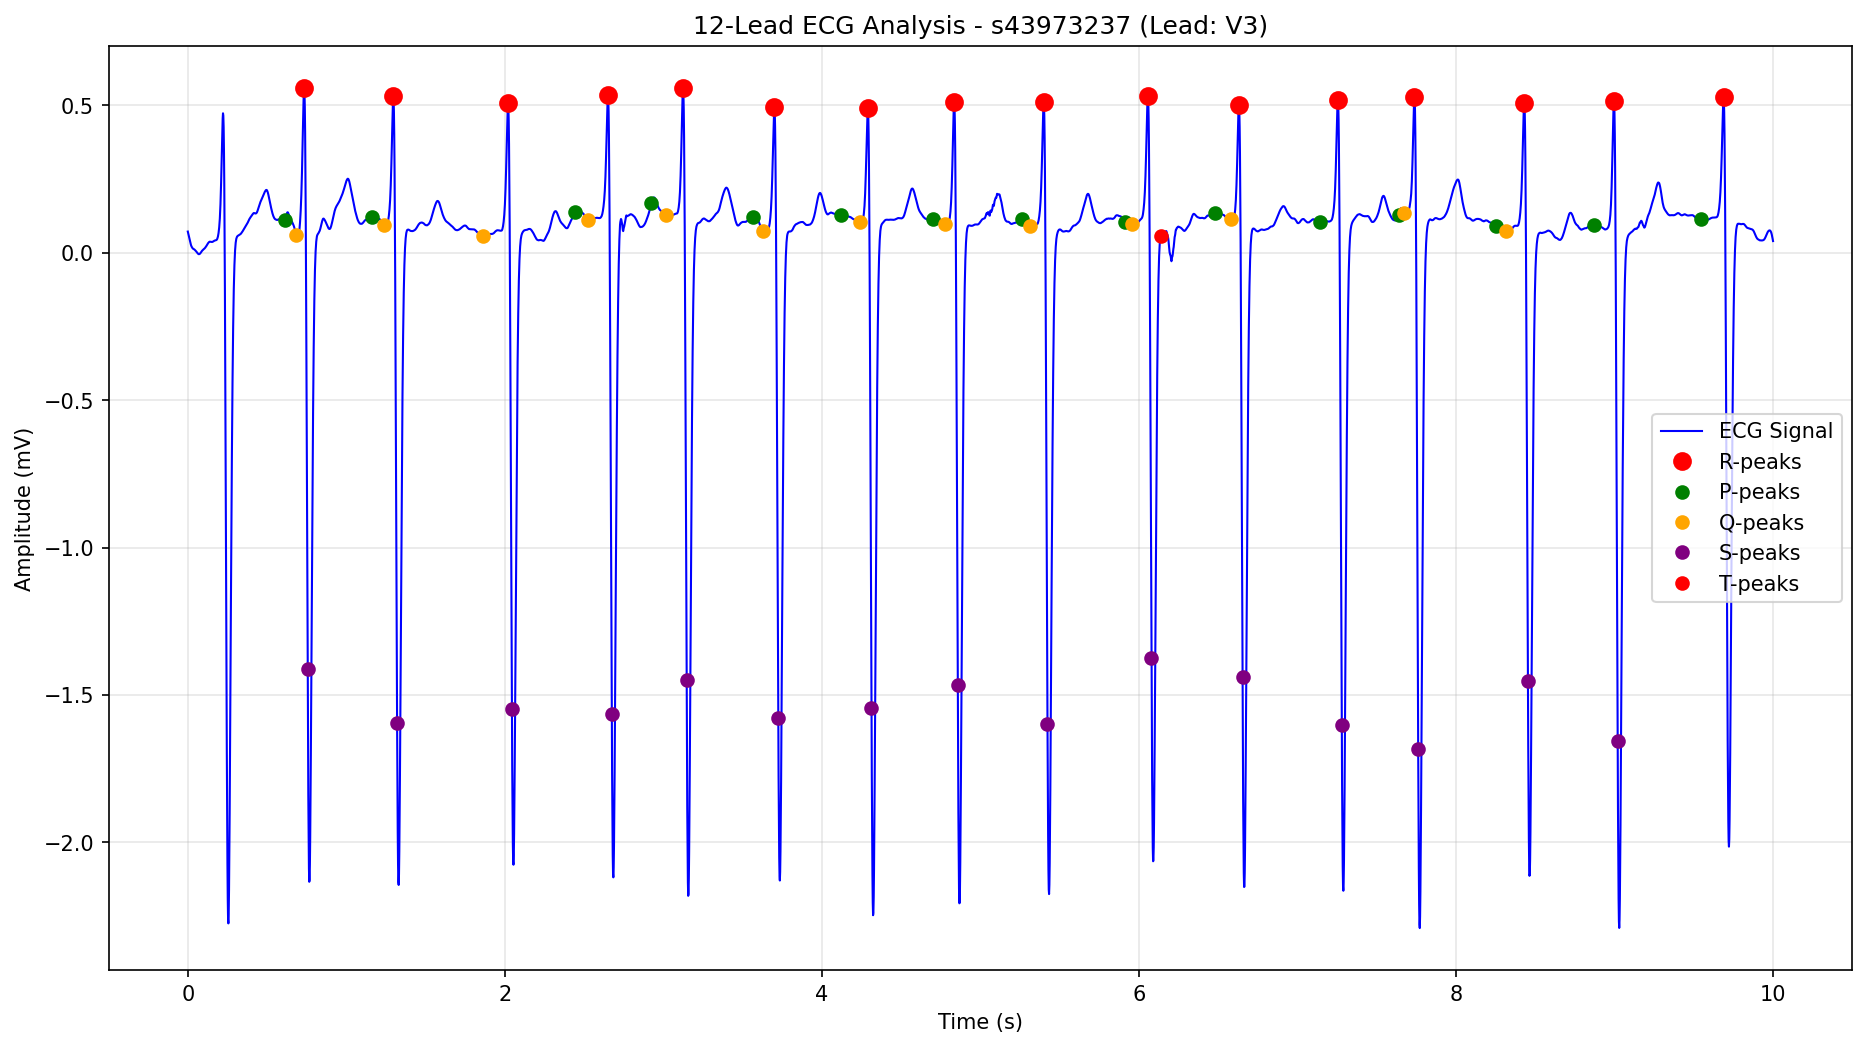 12-Lead ECG Analysis - s43973237 (Lead: V3)
Amplitude (mV)
0.5
0.0
−0.5
−1.0
−1.5
−2.0
ECG Signal
R-peaks
P-peaks
Q-peaks
S-peaks
T-peaks
0 2 4 6 8 10
Time (s)